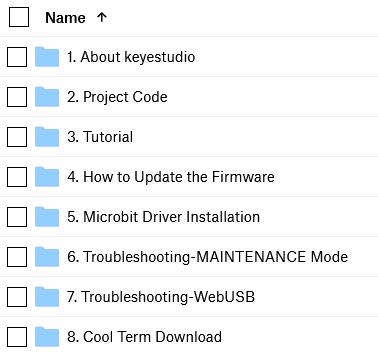 Name ↑
1. About keyestudio
2. Project Code
3. Tutorial
4. How to Update the Firmware
5. Microbit Driver Installation
6. Troubleshooting-MAINTENANCE Mode
7. Troubleshooting-WebUSB
8. Cool Term Download